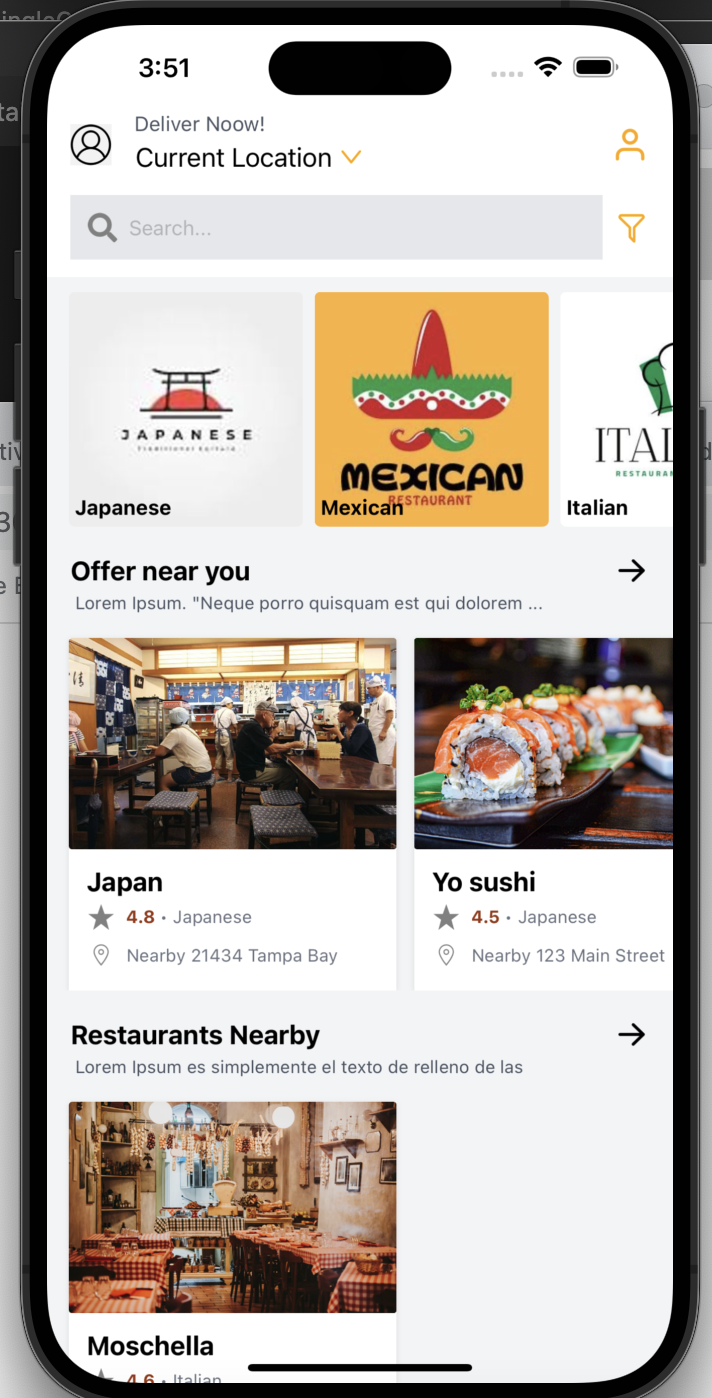 3:51
Deliver Noow!
Current Location
Search...
JAPANESE
Japanese
MEXICAN
RESTAURANT
Mexican
ITAL
RESTAURAN
Italian
Offer near you
Lorem Ipsum. "Neque porro quisquam est qui dolorem ...
Japan
4.8 • Japanese
Nearby 21434 Tampa Bay
Yo sushi
4.5 • Japanese
Nearby 123 Main Street
Restaurants Nearby
Lorem Ipsum es simplemente el texto de relleno de las
Moschella
4.6 • Italian